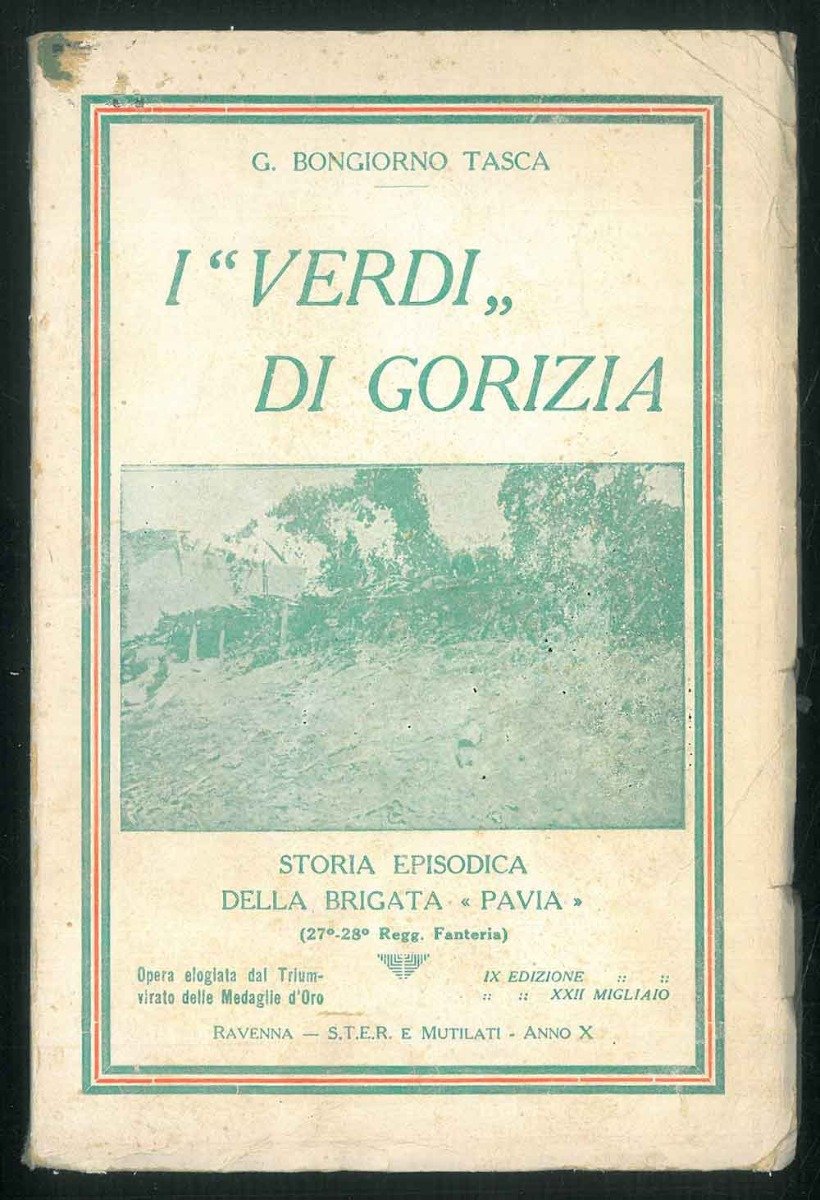 G. BONGIORNO TASCA
I “ VERDI „
DI GORIZIA
STORIA EPISODICA
DELLA BRIGATA « PAVIA »
(27º-28º Regg. Fanteria)
Opera elogiata dal Trium-
virato delle Medaglie d'Oro
IX EDIZIONE :: ::
:: :: XXII MIGLIAIO
RAVENNA — S.T.E.R. E MUTILATI - ANNO X